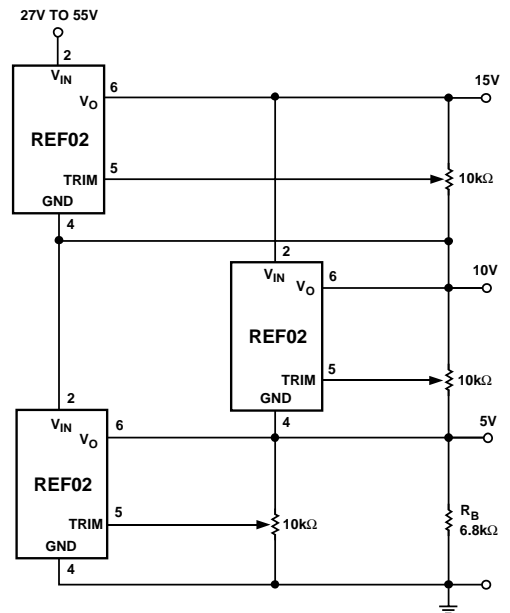 27V TO 55V
2
VIN
6
15V
VO
REF02
5
TRIM
10kΩ
GND
4
2
10V
VIN
6
VO
REF02
5
2
TRIM
10kΩ
VIN
GND
6
4
5V
VO
REF02
RB
5
TRIM
10kΩ
6.8kΩ
GND
4